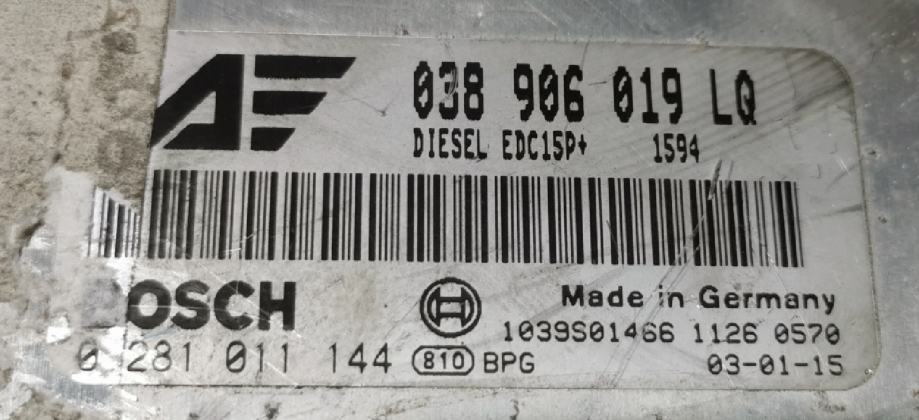 038 906 019 LQ
DIESEL EDC15P+ 1594
BOSCH
Made in Germany
1039S01466 1126 0570
0 281 011 144 810 BPG 03-01-15